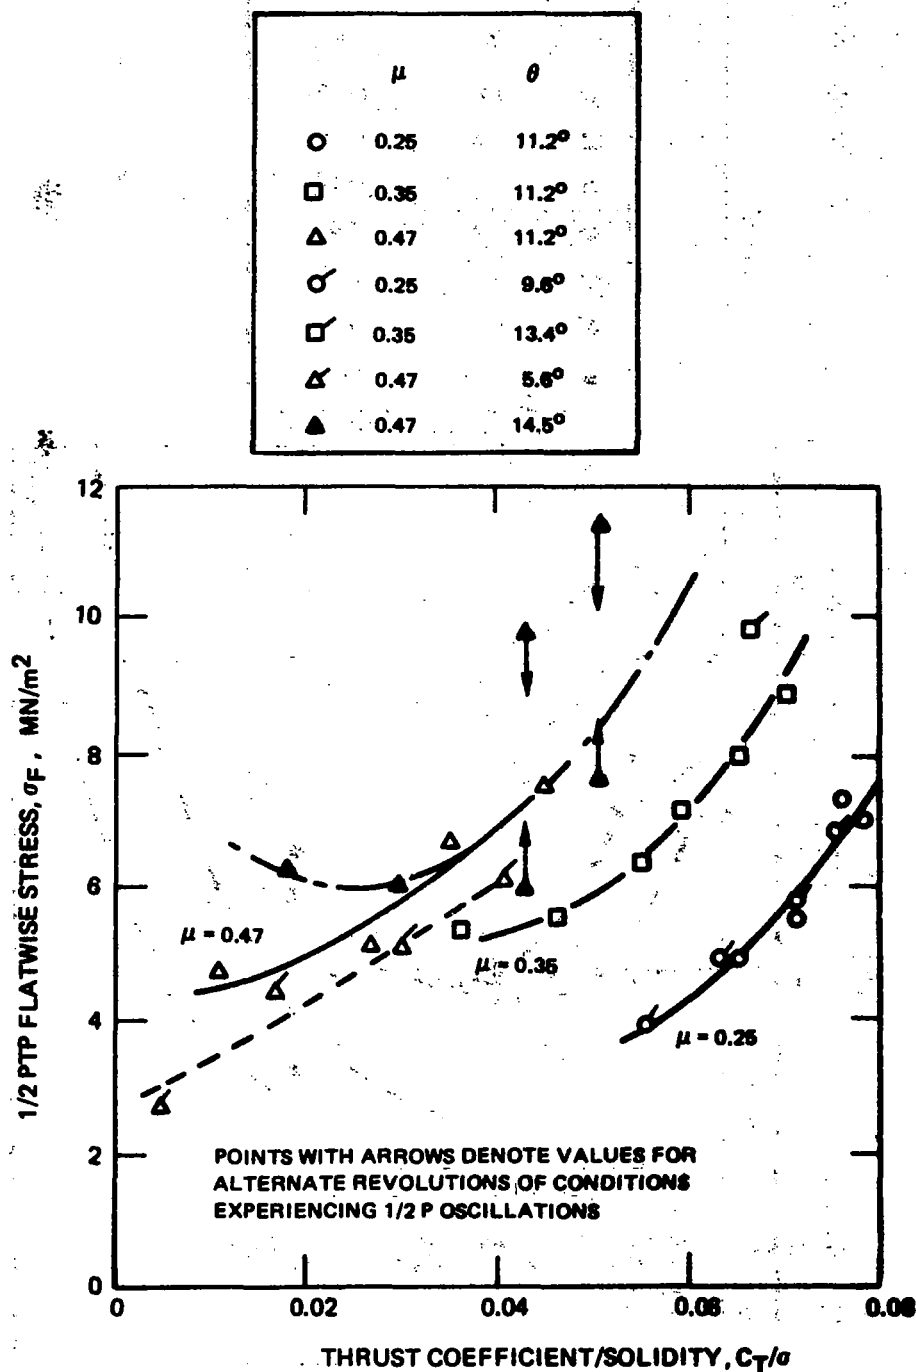 μ θ
0.25 11.2°
0.35 11.2°
0.47 11.2°
0.25 9.6°
0.35 13.4°
0.47 5.6°
0.47 14.5°
12
10
8
6
4
2
0
1/2 PTP FLATWISE STRESS, σF, MN/m2
μ = 0.47
μ = 0.35
μ = 0.25
POINTS WITH ARROWS DENOTE VALUES FOR
ALTERNATE REVOLUTIONS OF CONDITIONS
EXPERIENCING 1/2 P OSCILLATIONS
0 0.02 0.04 0.06 0.08
THRUST COEFFICIENT/SOLIDITY, CT/σ